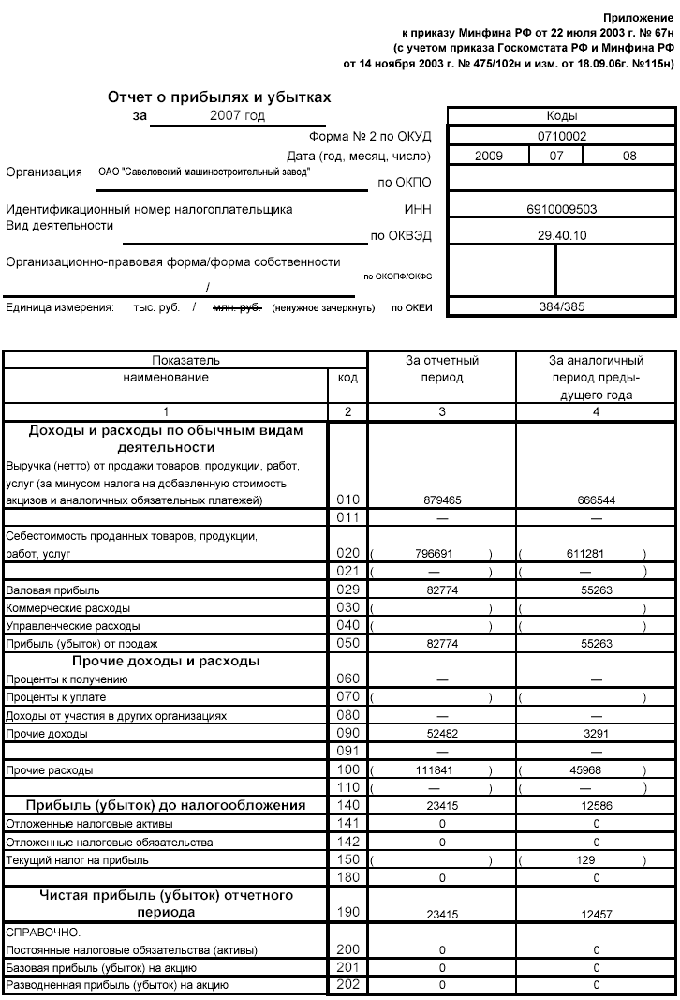 Приложение
к приказу Минфина РФ от 22 июля 2003 г. № 67н
(с учетом приказа Госкомстата РФ и Минфина РФ
от 14 ноября 2003 г. № 475/102н и изм. от 18.09.06г. №115н)
Отчет о прибылях и убытках
за 2007 год
Коды
Форма № 2 по ОКУД 0710002
Дата (год, месяц, число) 2009 07 08
Организация ОАО "Савеловский машиностроительный завод" по ОКПО
Идентификационный номер налогоплательщика ИНН 6910009503
Вид деятельности по ОКВЭД 29.40.10
Организационно-правовая форма/форма собственности
/ по ОКОПФ/ОКФС
Единица измерения: тыс. руб. / млн. руб. (ненужное зачеркнуть) по ОКЕИ 384/385
Показатель За отчетный За аналогичный
наименование код период период преды-
дущего года
1 2 3 4
Доходы и расходы по обычным видам
деятельности
Выручка (нетто) от продажи товаров, продукции, работ,
услуг (за минусом налога на добавленную стоимость,
акцизов и аналогичных обязательных платежей) 010 879465 666544
011 — —
Себестоимость проданных товаров, продукции,
работ, услуг 020 ( 796691 ) ( 611281 )
021 ( — ) ( — )
Валовая прибыль 029 82774 55263
Коммерческие расходы 030 ( ) ( )
Управленческие расходы 040 ( ) ( )
Прибыль (убыток) от продаж 050 82774 55263
Прочие доходы и расходы
Проценты к получению 060 — —
Проценты к уплате 070 ( ) ( )
Доходы от участия в других организациях 080 — —
Прочие доходы 090 52482 3291
091 — —
Прочие расходы 100 ( 111841 ) ( 45968 )
110 ( — ) ( — )
Прибыль (убыток) до налогообложения 140 23415 12586
Отложенные налоговые активы 141 0 0
Отложенные налоговые обязательства 142 0 0
Текущий налог на прибыль 150 ( ) ( 129 )
180 0 0
Чистая прибыль (убыток) отчетного
периода 190 23415 12457
СПРАВОЧНО.
Постоянные налоговые обязательства (активы) 200 0 0
Базовая прибыль (убыток) на акцию 201 0 0
Разводненная прибыль (убыток) на акцию 202 0 0